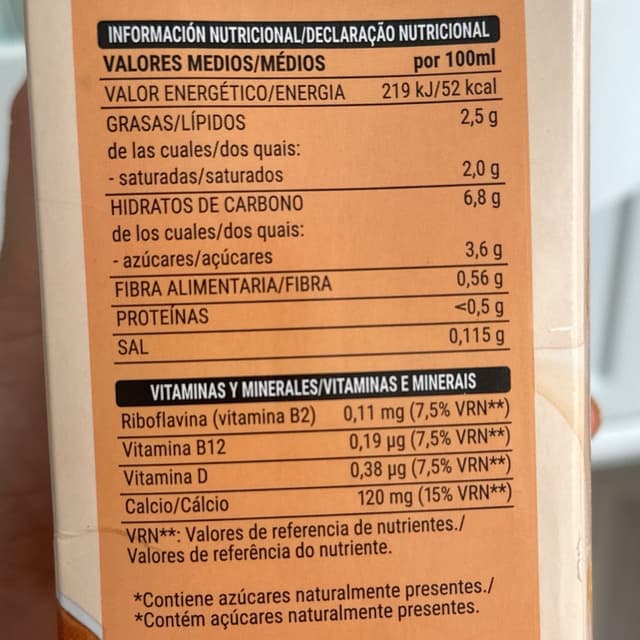 INFORMACIÓN NUTRICIONAL/DECLARAÇÃO NUTRICIONAL
VALORES MEDIOS/MÉDIOS por 100ml
VALOR ENERGÉTICO/ENERGIA 219 kJ/52 kcal
GRASAS/LÍPIDOS 2,5 g
de las cuales/dos quais:
- saturadas/saturados 2,0 g
HIDRATOS DE CARBONO 6,8 g
de los cuales/dos quais:
- azúcares/açúcares 3,6 g
FIBRA ALIMENTARIA/FIBRA 0,56 g
PROTEÍNAS <0,5 g
SAL 0,115 g
VITAMINAS Y MINERALES/VITAMINAS E MINERAIS
Riboflavina (vitamina B2) 0,11 mg (7,5% VRN**)
Vitamina B12 0,19 µg (7,5% VRN**)
Vitamina D 0,38 µg (7,5% VRN**)
Calcio/Cálcio 120 mg (15% VRN**)
VRN**: Valores de referencia de nutrientes./
Valores de referência do nutriente.
*Contiene azúcares naturalmente presentes./
*Contém açúcares naturalmente presentes.